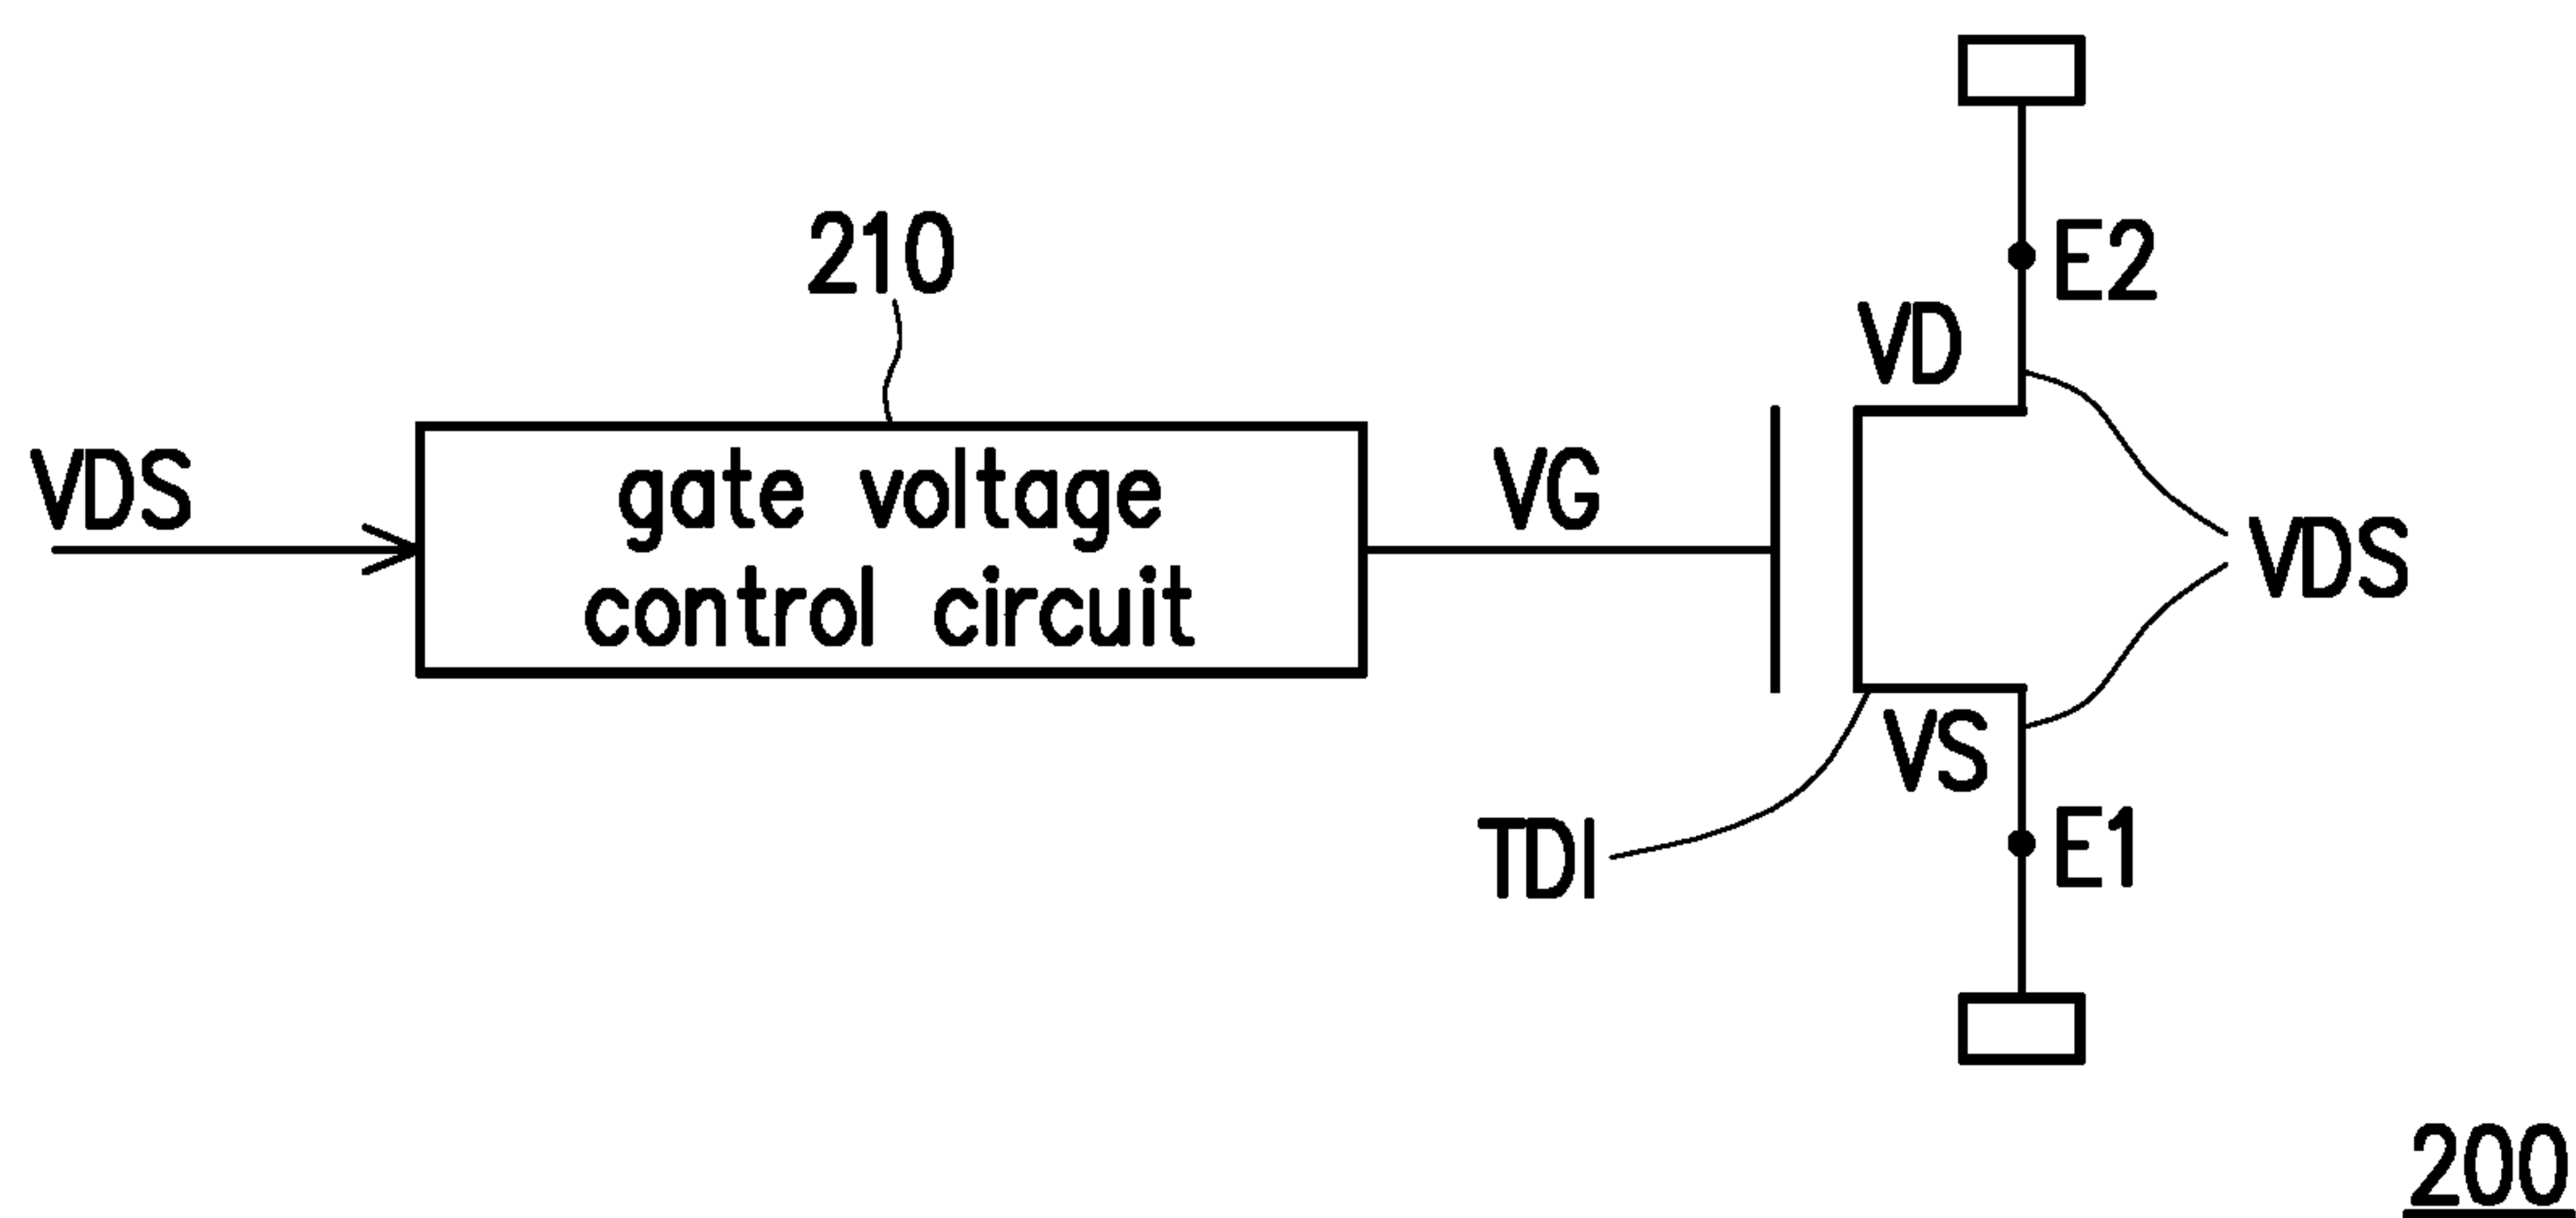 210
E2
VD
VDS
gate voltage
control circuit
VG
VDS
VS
TDI
E1
200